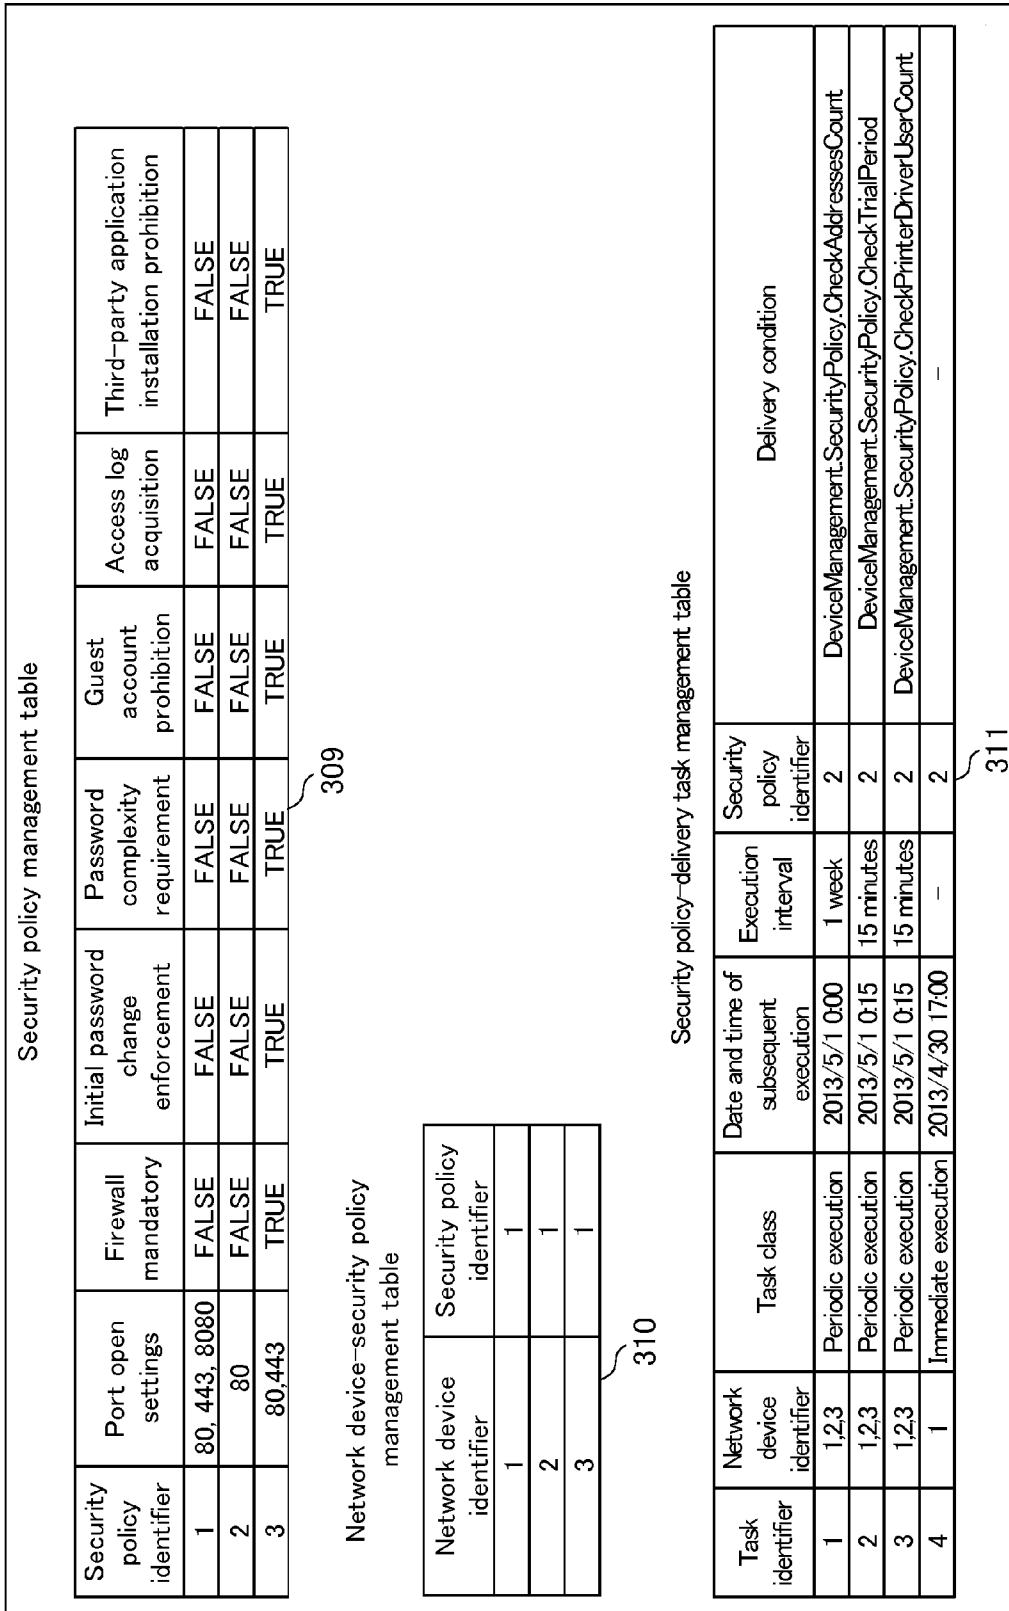 Security policy management table
Security policy identifier | Port open settings | Firewall mandatory | Initial password change enforcement | Password complexity requirement | Guest account prohibition | Access log acquisition | Third-party application installation prohibition
1 | 80, 443, 8080 | FALSE | FALSE | FALSE | FALSE | FALSE | FALSE
2 | 80 | FALSE | FALSE | FALSE | FALSE | FALSE | FALSE
3 | 80,443 | TRUE | TRUE | TRUE | TRUE | TRUE | TRUE
309
Network device-security policy
management table
Network device identifier | Security policy identifier
1 | 1
2 | 1
3 | 1
310
Security policy-delivery task management table
Task identifier | Network device identifier | Task class | Date and time of subsequent execution | Execution interval | Security policy identifier | Delivery condition
1 | 1,2,3 | Periodic execution | 2013/5/1 0:00 | 1 week | 2 | DeviceManagement.SecurityPolicy.CheckAddressesCount
2 | 1,2,3 | Periodic execution | 2013/5/1 0:15 | 15 minutes | 2 | DeviceManagement.SecurityPolicy.CheckTrialPeriod
3 | 1,2,3 | Periodic execution | 2013/5/1 0:15 | 15 minutes | 2 | DeviceManagement.SecurityPolicy.CheckPrinterDriverUserCount
4 | 1 | Immediate execution | 2013/4/30 17:00 | – | 2 | –
311